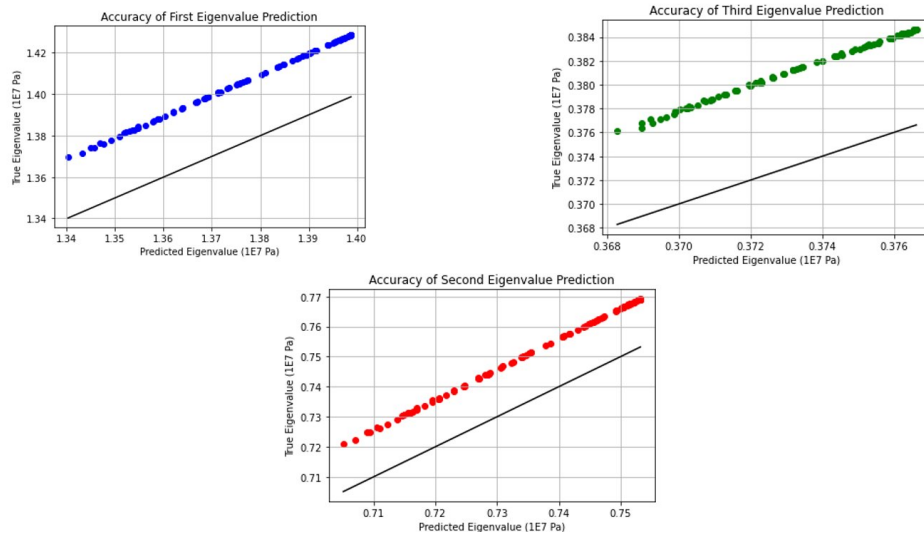 Accuracy of First Eigenvalue Prediction
True Eigenvalue (1E7 Pa)
1.42
1.40
1.38
1.36
1.34
1.34 1.35 1.36 1.37 1.38 1.39 1.40
Predicted Eigenvalue (1E7 Pa)
Accuracy of Third Eigenvalue Prediction
True Eigenvalue (1E7 Pa)
0.384
0.382
0.380
0.378
0.376
0.374
0.372
0.370
0.368
0.368 0.370 0.372 0.374 0.376
Predicted Eigenvalue (1E7 Pa)
Accuracy of Second Eigenvalue Prediction
True Eigenvalue (1E7 Pa)
0.77
0.76
0.75
0.74
0.73
0.72
0.71
0.71 0.72 0.73 0.74 0.75
Predicted Eigenvalue (1E7 Pa)